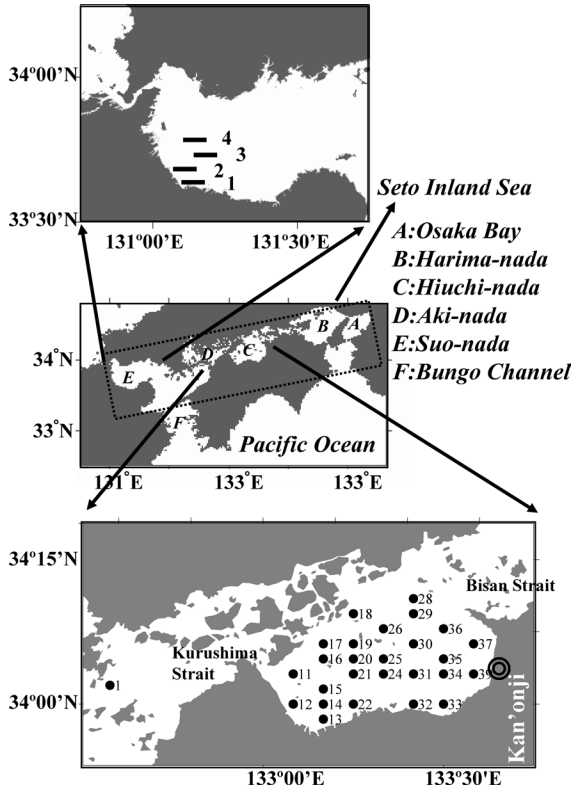 34°00'N
4
3
2
1
33°30'N
131°00'E 131°30'E
Seto Inland Sea
A:Osaka Bay
B:Harima-nada
C:Hiuchi-nada
D:Aki-nada
E:Suo-nada
F:Bungo Channel
B A
D C
34°N
E
F
33°N
Pacific Ocean
131°E 133°E 133°E
34°15'N
Bisan Strait
28
18 29
26 36
Kurushima
Strait
17 19 30 37
16 20 25 35
11 21 24 31 34 39
1
15
34°00'N
12 14 22 32 33
13
Kan'onji
133°00'E 133°30'E